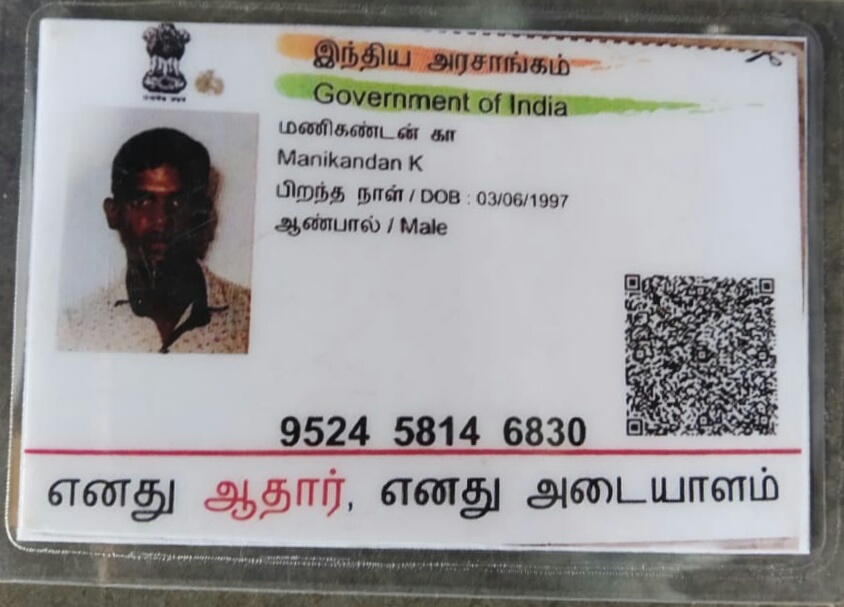 இந்திய அரசாங்கம்
Government of India
மணிகண்டன் கா
Manikandan K
பிறந்த நாள் / DOB : 03/06/1997
ஆண்பால் / Male
9524 5814 6830
எனது ஆதார், எனது அடையாளம்